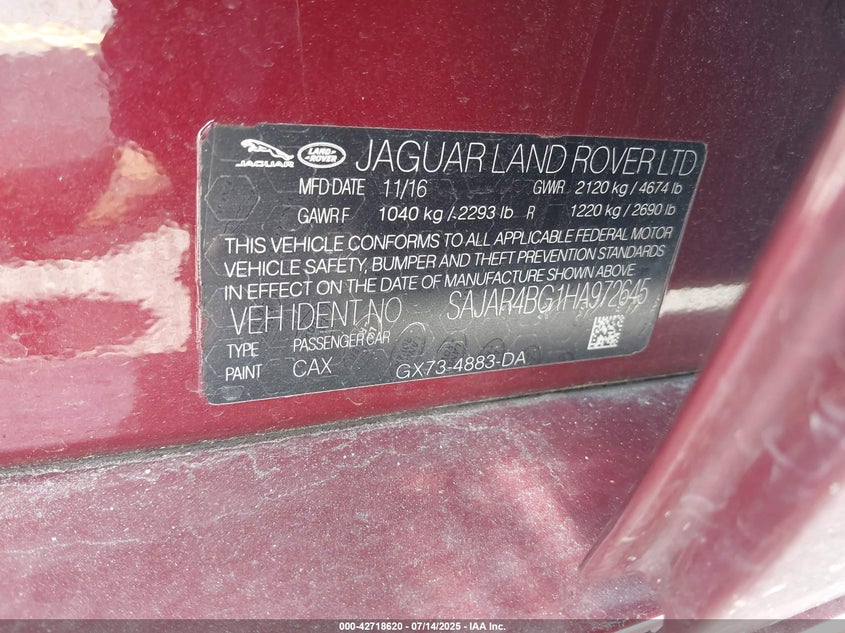 JAGUAR LAND ROVER JAGUAR LAND ROVER LTD
MFD DATE 11/16 GWR 2120 kg / 4674 lb
GAWR F 1040 kg / 2293 lb R 1220 kg / 2690 lb
THIS VEHICLE CONFORMS TO ALL APPLICABLE FEDERAL MOTOR
VEHICLE SAFETY, BUMPER AND THEFT PREVENTION STANDARDS
IN EFFECT ON THE DATE OF MANUFACTURE SHOWN ABOVE
VEH IDENT NO SAJAR4BG1HA972645
TYPE PASSENGER CAR
PAINT CAX GX73-4883-DA
000-42718620 - 07/14/2025 - IAA Inc.